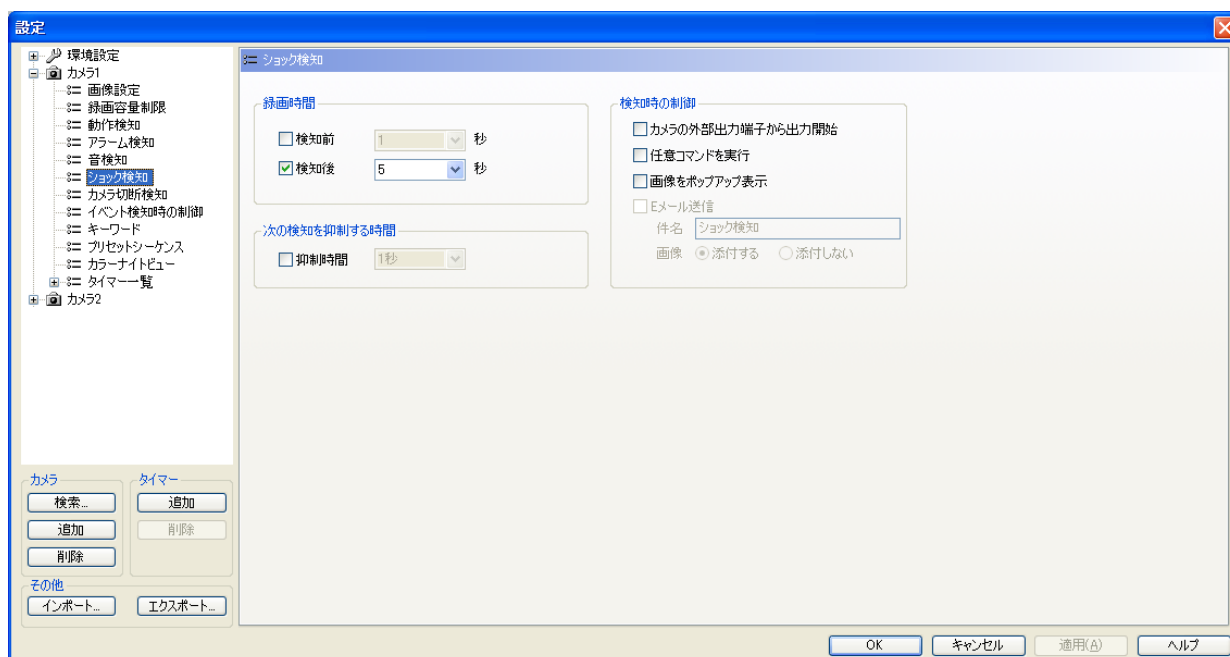 設定
環境設定
カメラ1
画像設定
録画容量制限
動作検知
アラーム検知
音検知
ショック検知
カメラ切断検知
イベント検知時の制御
キーワード
プリセットシーケンス
カラーナイトビュー
タイマー一覧
カメラ2
カメラ
検索...
追加
削除
タイマー
追加
削除
その他
インポート...
エクスポート...
ショック検知
録画時間
検知前 1 秒
検知後 5 秒
次の検知を抑制する時間
抑制時間 1秒
検知時の制御
カメラの外部出力端子から出力開始
任意コマンドを実行
画像をポップアップ表示
Eメール送信
件名 ショック検知
画像 添付する 添付しない
OK キャンセル 適用(A) ヘルプ